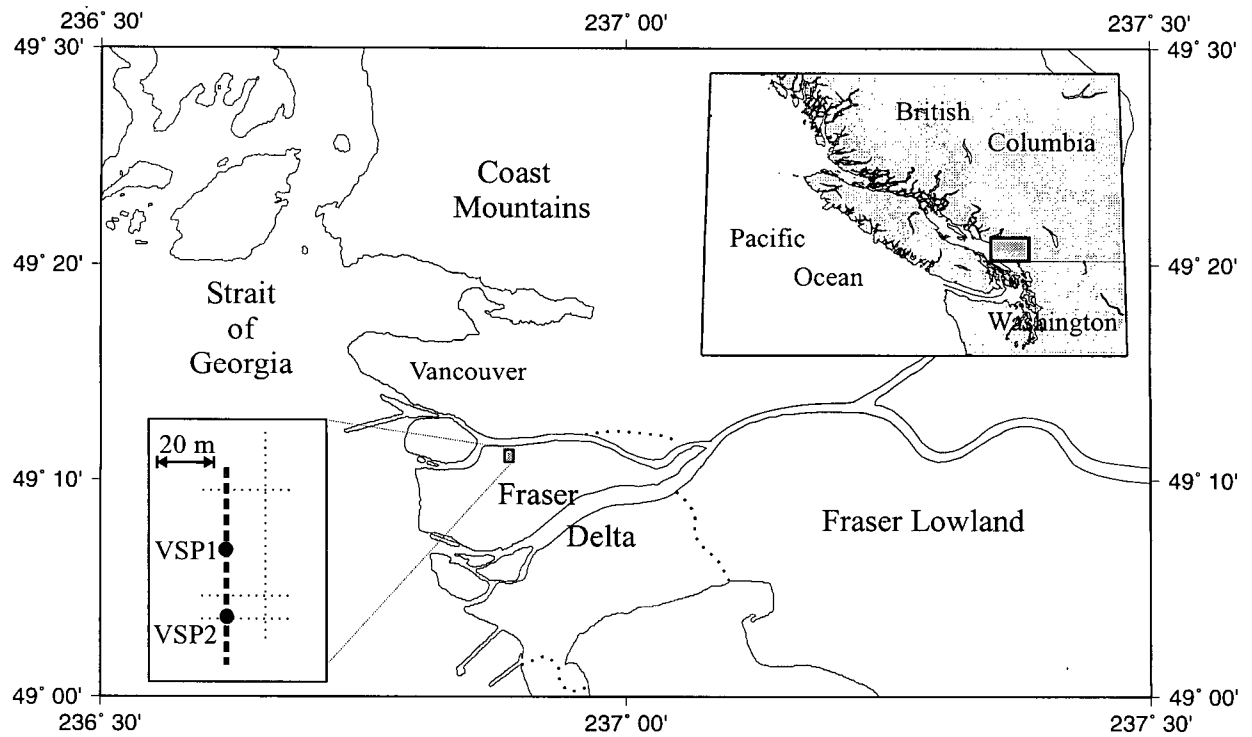 236˚ 30'
237˚ 00'
237˚ 30'
49˚ 30'
49˚ 30'
British
Columbia
Coast
Mountains
Pacific
Ocean
49˚ 20'
49˚ 20'
Strait
of
Georgia
Washington
Vancouver
20 m
49˚ 10'
49˚ 10'
Fraser
Delta
Fraser Lowland
VSP1
VSP2
49˚ 00'
49˚ 00'
236˚ 30'
237˚ 00'
237˚ 30'